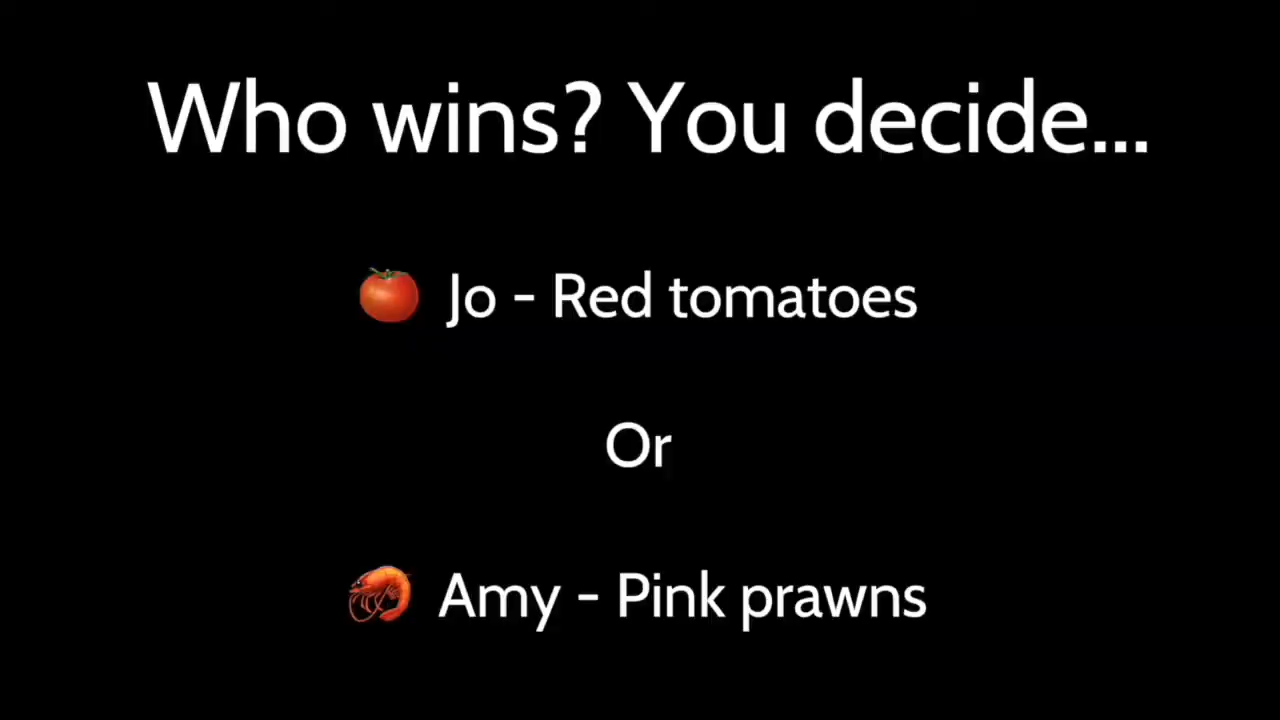 Who wins? You decide...
🍅 Jo - Red tomatoes
Or
🦐 Amy - Pink prawns